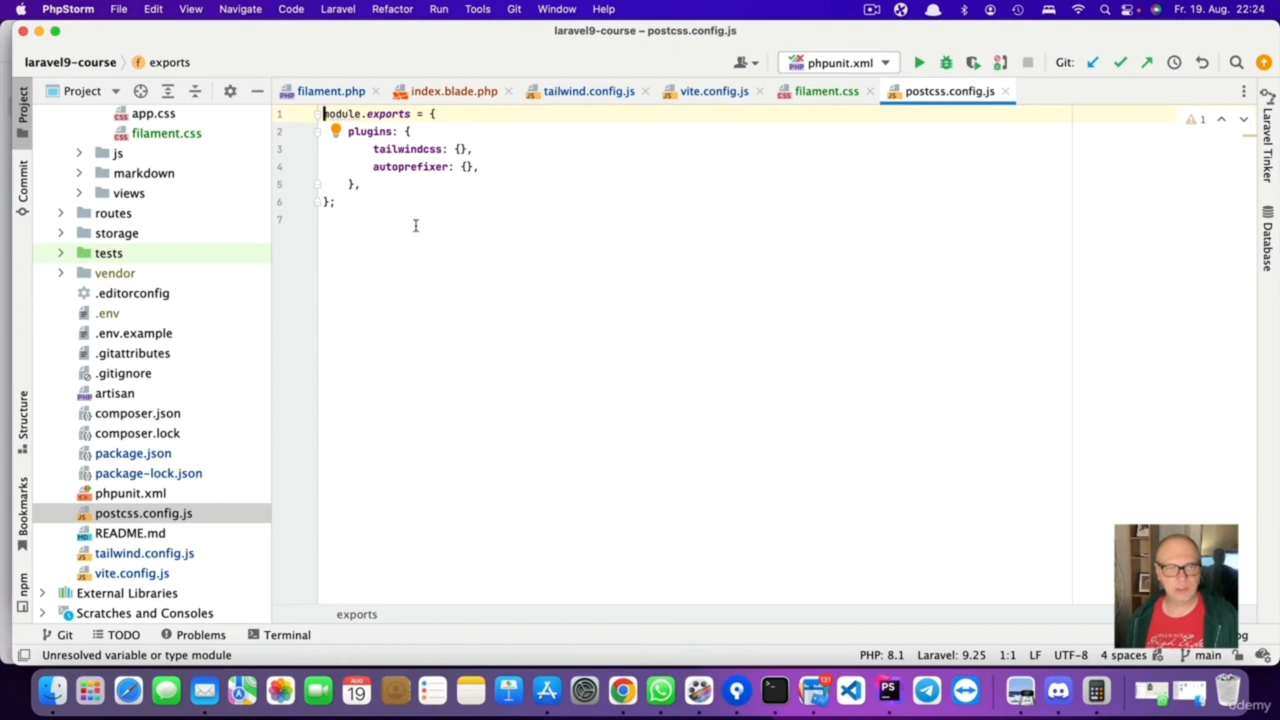 PhpStorm File Edit View Navigate Code Laravel Refactor Run Tools Git Window Help Fr. 19. Aug. 22:24
laravel9-course – postcss.config.js
laravel9-course exports phpunit.xml Git:
Project filament.php index.blade.php tailwind.config.js vite.config.js filament.css postcss.config.js
Project
Commit
Structure
Bookmarks
npm
app.css
filament.css
js
markdown
views
routes
storage
tests
vendor
.editorconfig
.env
.env.example
.gitattributes
.gitignore
artisan
composer.json
composer.lock
package.json
package-lock.json
phpunit.xml
postcss.config.js
README.md
tailwind.config.js
vite.config.js
External Libraries
Scratches and Consoles
1 module.exports = {
2 plugins: {
3 tailwindcss: {},
4 autoprefixer: {},
5 },
6 };
7
1
Laravel Tinker
Database
exports
Git TODO Problems Terminal
Unresolved variable or type module PHP: 8.1 Laravel: 9.25 1:1 LF UTF-8 4 spaces main
AUG
19
PS
131
udemy